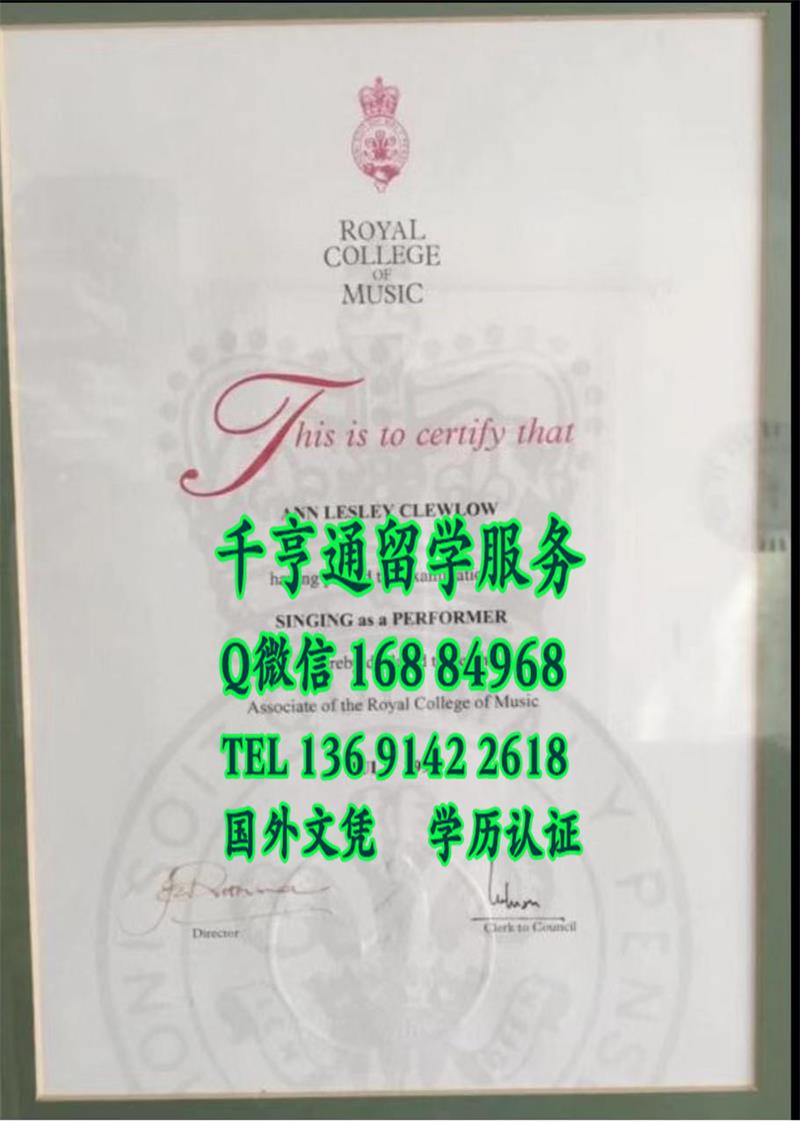 ROYAL
COLLEGE
OF
MUSIC
This is to certify that
ANN LESLEY CLEWLOW
千亨通留学服务
SINGING as a PERFORMER
Q微信 168 84968
Associate of the Royal College of Music
TEL 136 9142 2618
国外文凭 学历认证
Director
Clerk to Council